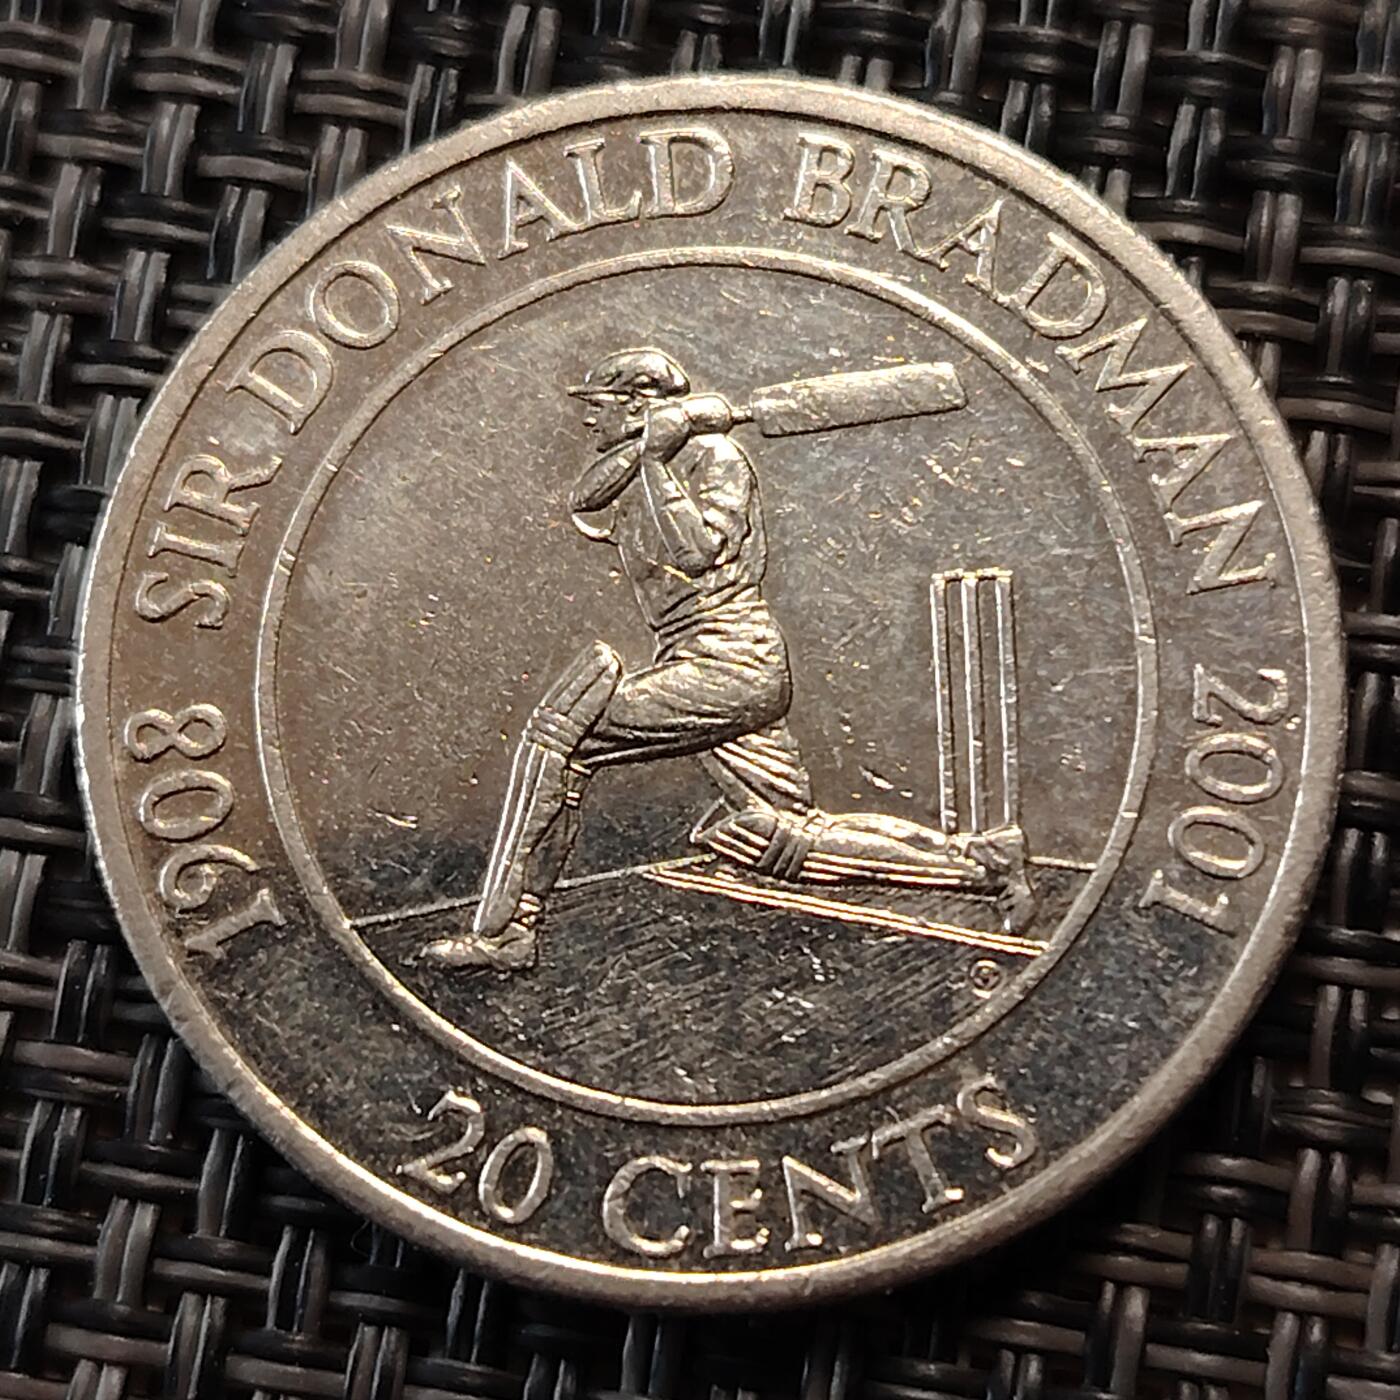 1908 SIR DONALD BRADMAN 2001
20 CENTS